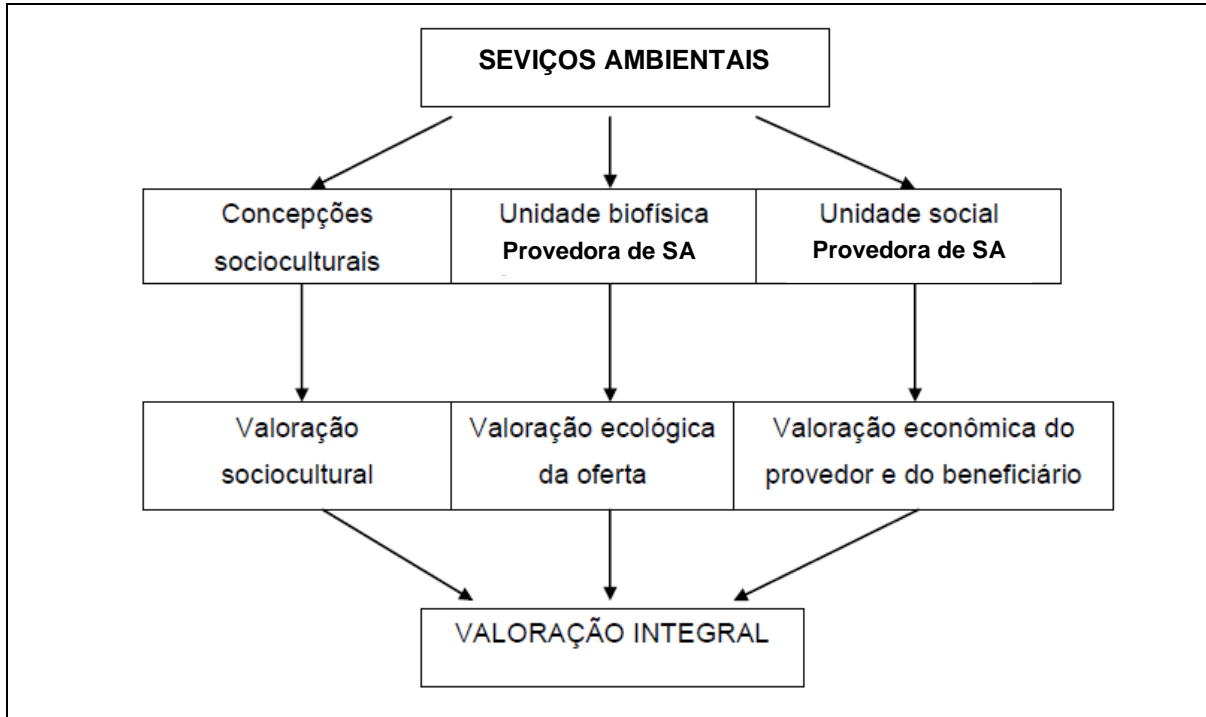 SEVIÇOS AMBIENTAIS
Concepções
socioculturais
Unidade biofísica
Provedora de SA
Unidade social
Provedora de SA
Valoração
sociocultural
Valoração ecológica
da oferta
Valoração econômica do
provedor e do beneficiário
VALORAÇÃO INTEGRAL